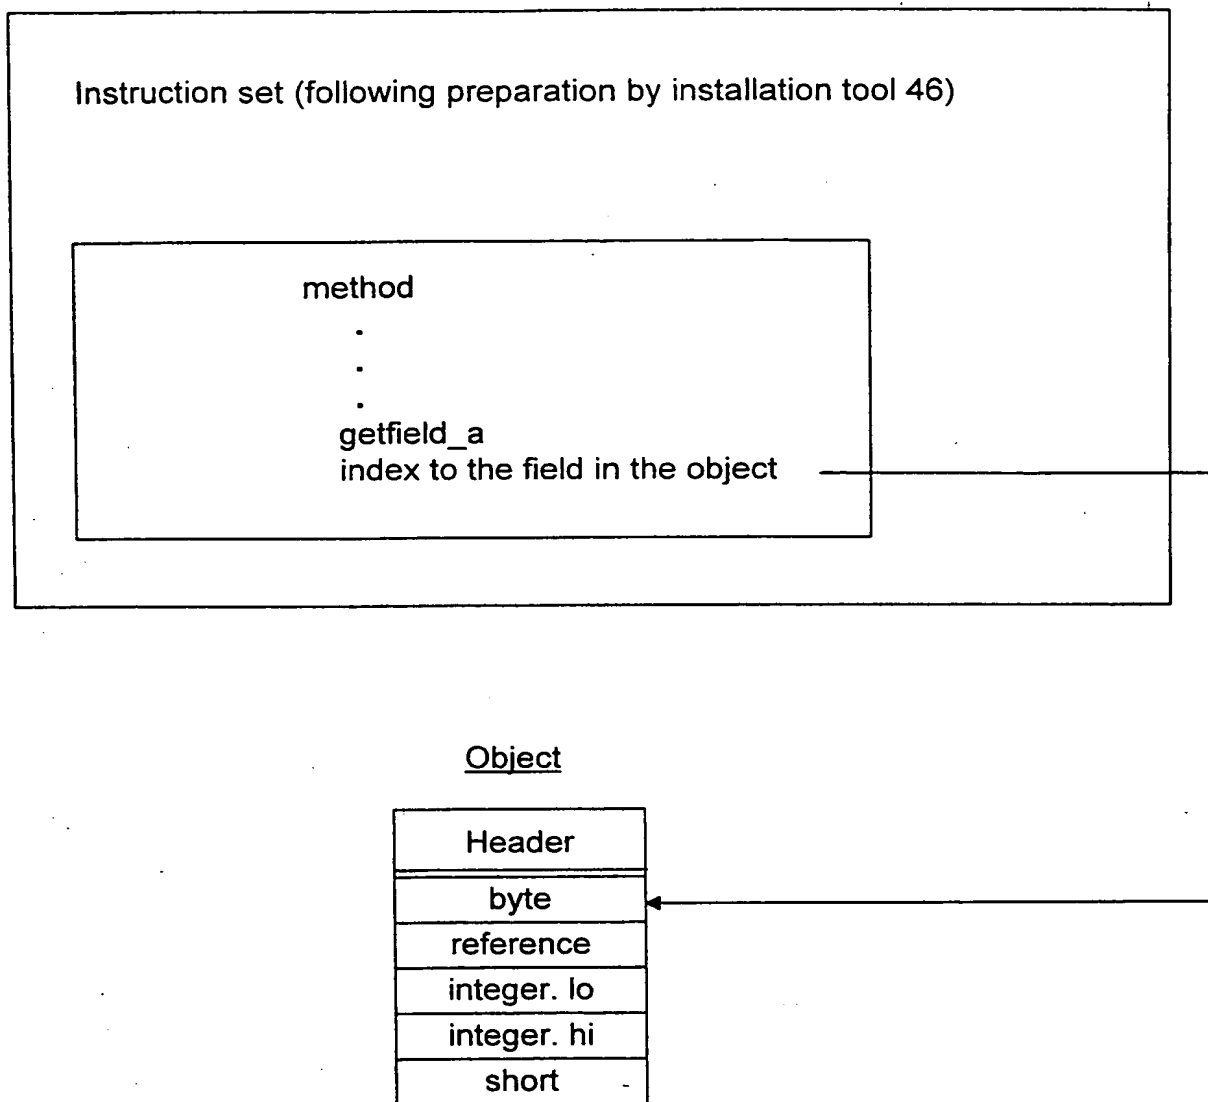 Instruction set (following preparation by installation tool 46)
method
.
.
.
getfield_a
index to the field in the object
Object
Header
byte
reference
integer. lo
integer. hi
short